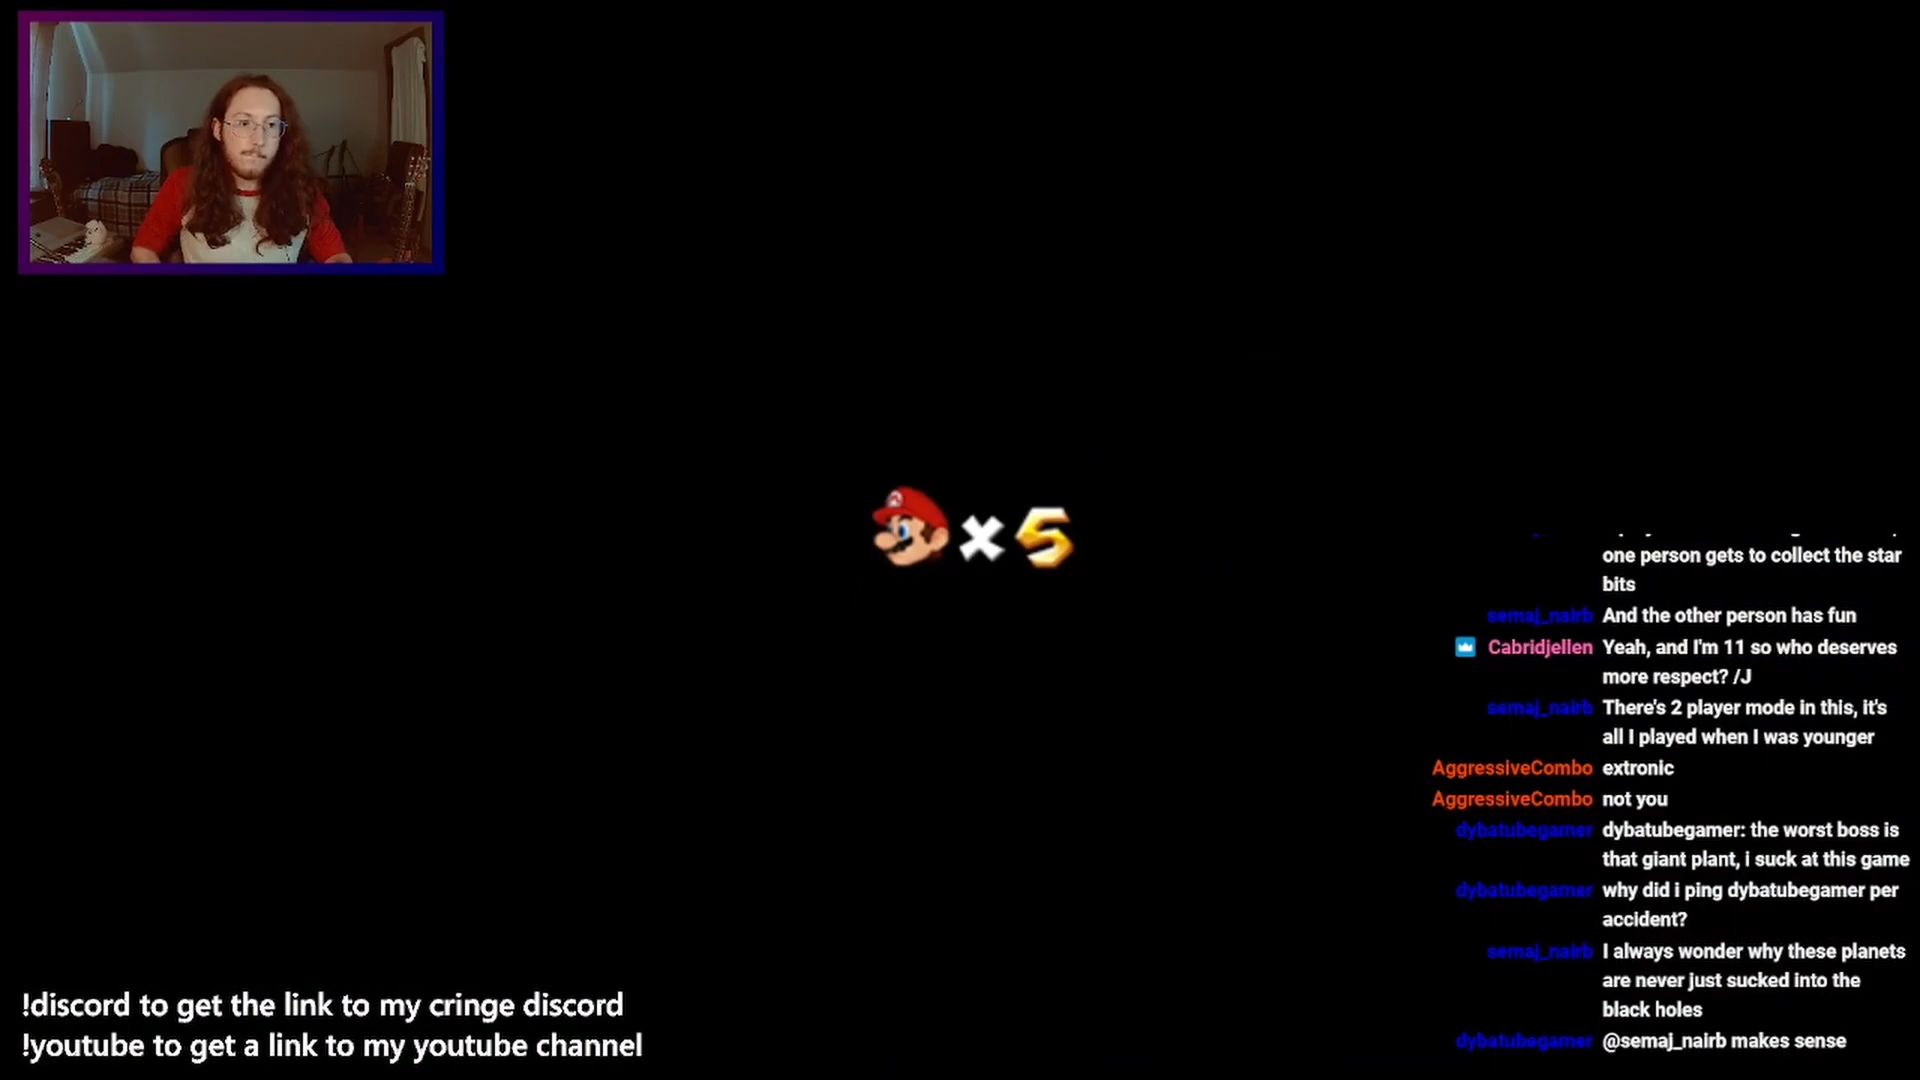 ×5
one person gets to collect the star
bits
semaj_nairb And the other person has fun
Cabridjellen Yeah, and I'm 11 so who deserves
more respect? /J
semaj_nairb There's 2 player mode in this, it's
all I played when I was younger
AggressiveCombo extronic
AggressiveCombo not you
dybatubegamer dybatubegamer: the worst boss is
that giant plant, i suck at this game
dybatubegamer why did i ping dybatubegamer per
accident?
semaj_nairb I always wonder why these planets
are never just sucked into the
black holes
dybatubegamer @semaj_nairb makes sense
!discord to get the link to my cringe discord
!youtube to get a link to my youtube channel